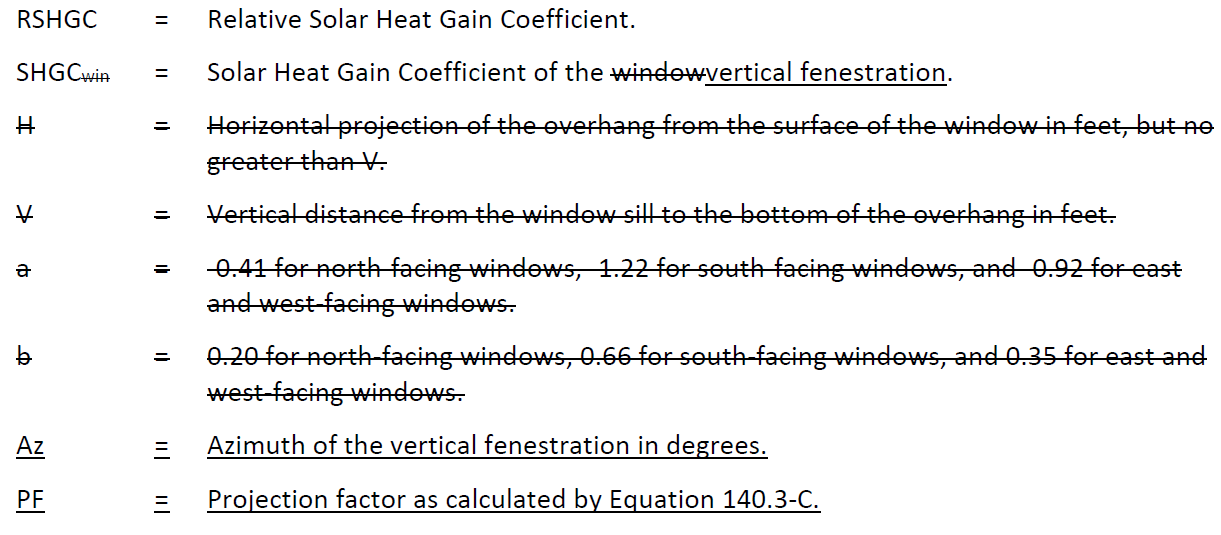 RSHGC = Relative Solar Heat Gain Coefficient.
SHGCwin = Solar Heat Gain Coefficient of the windowvertical fenestration.
H = Horizontal projection of the overhang from the surface of the window in feet, but no
greater than V.
V = Vertical distance from the window sill to the bottom of the overhang in feet.
a = -0.41 for north-facing windows, -1.22 for south-facing windows, and -0.92 for east-
and west-facing windows.
b = 0.20 for north-facing windows, 0.66 for south-facing windows, and 0.35 for east-and
west-facing windows.
Az = Azimuth of the vertical fenestration in degrees.
PF = Projection factor as calculated by Equation 140.3-C.